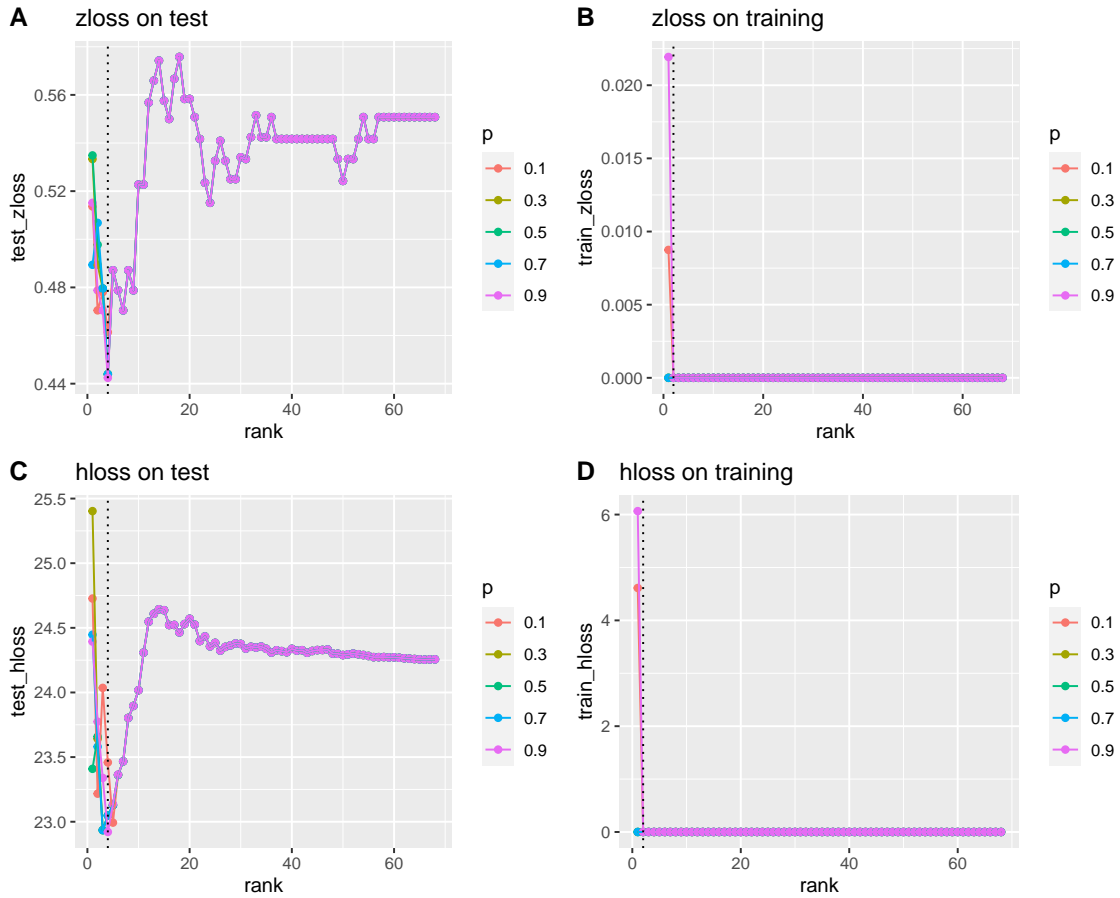 A zloss on test
0.56
0.52
0.48
0.44
test_zloss
0 20 40 60
rank
p
0.1
0.3
0.5
0.7
0.9
B zloss on training
0.020
0.015
0.010
0.005
0.000
train_zloss
0 20 40 60
rank
p
0.1
0.3
0.5
0.7
0.9
C hloss on test
25.5
25.0
24.5
24.0
23.5
23.0
test_hloss
0 20 40 60
rank
p
0.1
0.3
0.5
0.7
0.9
D hloss on training
6
4
2
0
train_hloss
0 20 40 60
rank
p
0.1
0.3
0.5
0.7
0.9